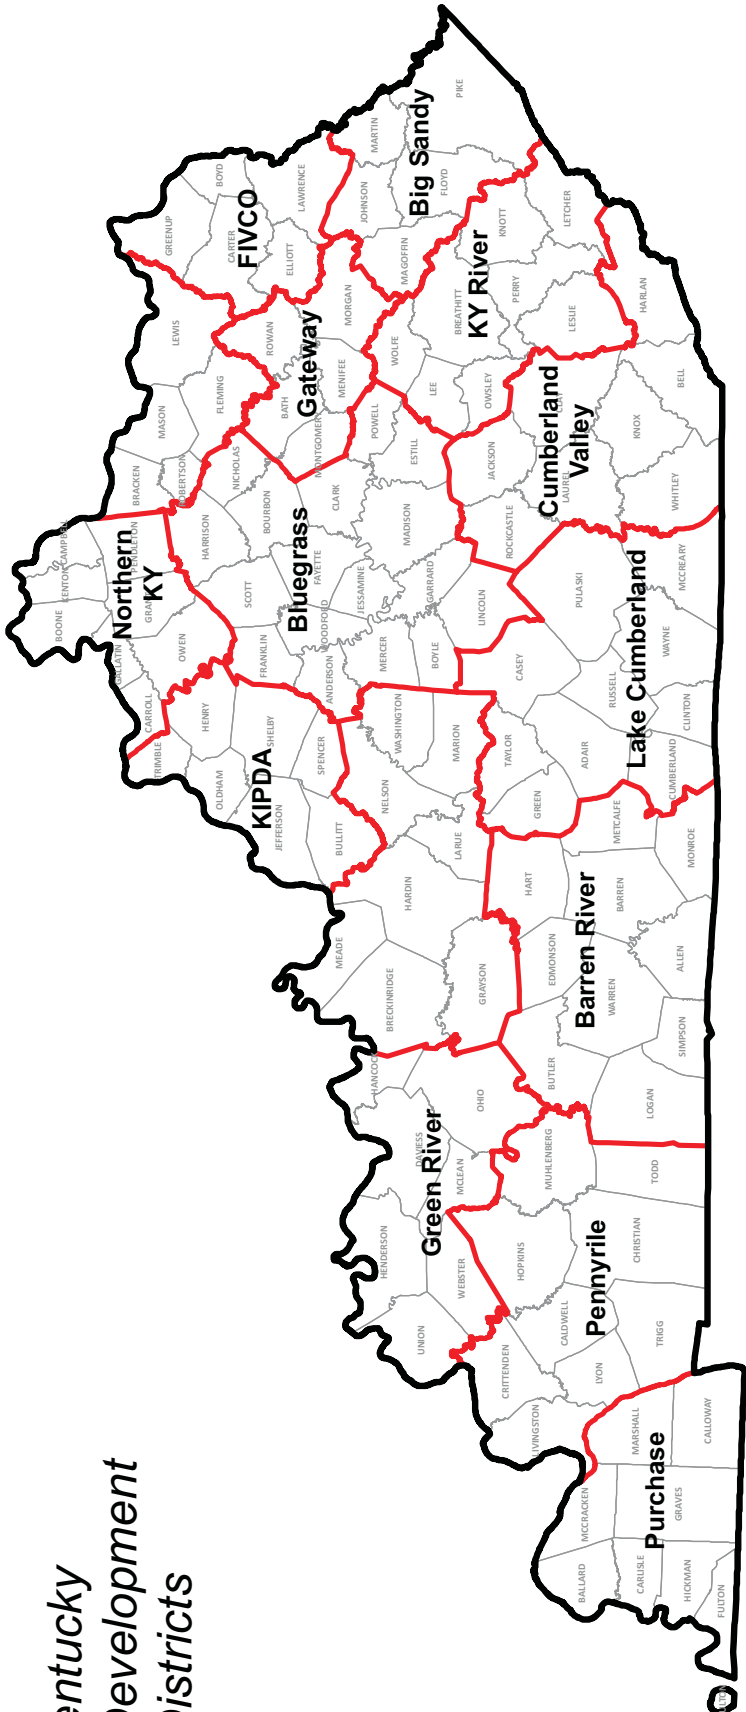 entucky
Development
Districts
BOONE
KENTON
CAMPBELL
GALLATIN
GRANT
PENDLETON
BRACKEN
Northern
KY
CARROLL
OWEN
ROBERTSON
MASON
LEWIS
GREENUP
TRIMBLE
HENRY
HARRISON
NICHOLAS
FLEMING
BOYD
CARTER
FIVCO
OLDHAM
SHELBY
FRANKLIN
SCOTT
BOURBON
BATH
ROWAN
ELLIOTT
LAWRENCE
JEFFERSON
KIPDA
Bluegrass
Gateway
SPENCER
ANDERSON
WOODFORD
FAYETTE
CLARK
MONTGOMERY
MENIFEE
MORGAN
BULLITT
JESSAMINE
JOHNSON
MARTIN
MEADE
NELSON
WASHINGTON
MERCER
MADISON
ESTILL
POWELL
WOLFE
MAGOFFIN
Big Sandy
FLOYD
PIKE
BRECKINRIDGE
HARDIN
LARUE
MARION
BOYLE
GARRARD
LEE
BREATHITT
KY River
KNOTT
HANCOCK
GRAYSON
LINCOLN
JACKSON
OWSLEY
PERRY
LETCHER
HENDERSON
DAVIESS
OHIO
Green River
MCLEAN
UNION
WEBSTER
HART
GREEN
TAYLOR
CASEY
ROCKCASTLE
CLAY
LESLIE
Cumberland
Valley
LAUREL
HARLAN
CRITTENDEN
HOPKINS
MUHLENBERG
BUTLER
EDMONSON
Barren River
BARREN
METCALFE
ADAIR
RUSSELL
PULASKI
Lake Cumberland
KNOX
BELL
LIVINGSTON
LYON
CALDWELL
Pennyrile
WARREN
WAYNE
MCCREARY
WHITLEY
TRIGG
CHRISTIAN
TODD
LOGAN
SIMPSON
ALLEN
MONROE
CUMBERLAND
CLINTON
BALLARD
MCCRACKEN
MARSHALL
CARLISLE
Purchase
GRAVES
CALLOWAY
HICKMAN
FULTON